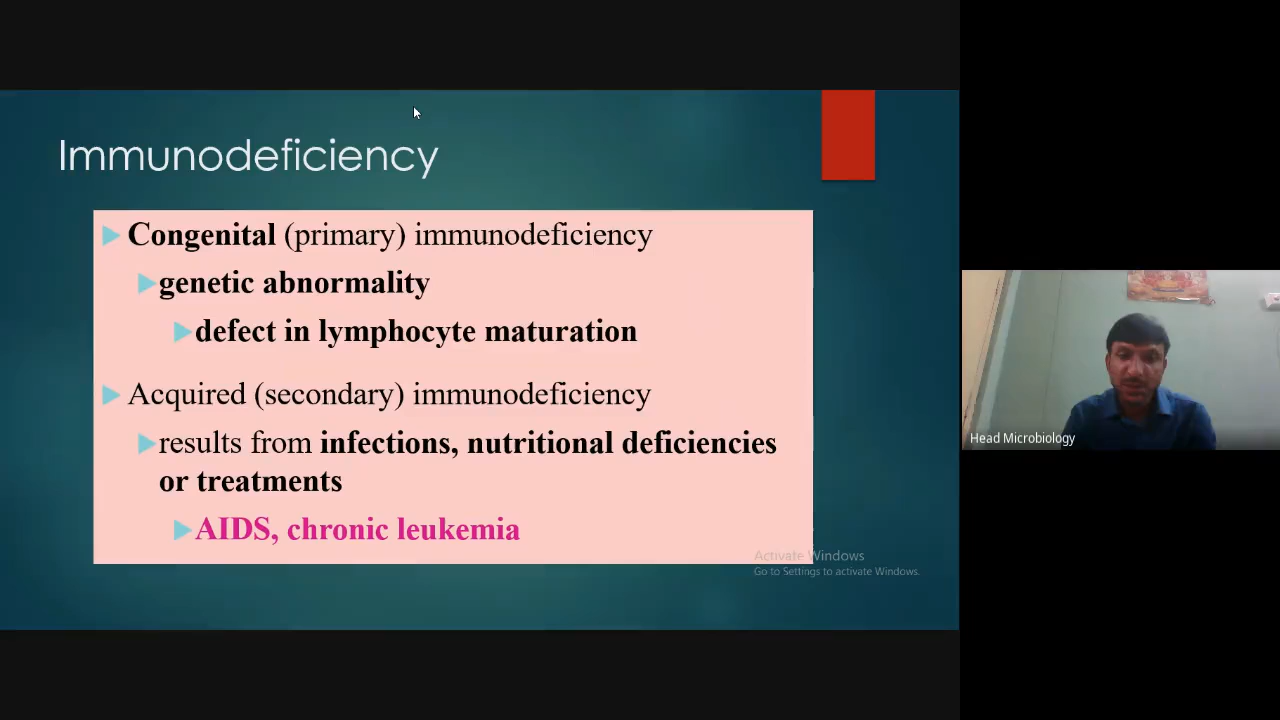 Immunodeficiency
Congenital (primary) immunodeficiency
genetic abnormality
defect in lymphocyte maturation
Acquired (secondary) immunodeficiency
results from infections, nutritional deficiencies
or treatments
AIDS, chronic leukemia
Activate Windows
Go to Settings to activate Windows.
Head Microbiology